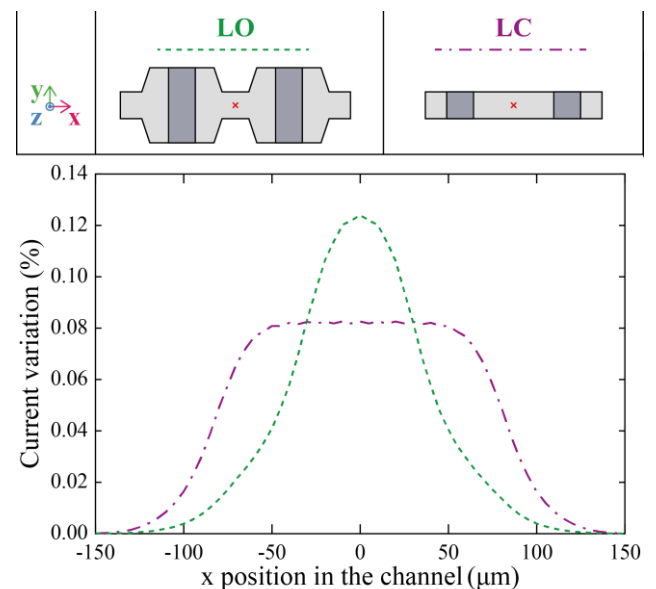 LO
LC
y
z
x
0.14
0.12
0.10
0.08
0.06
0.04
0.02
0.00
Current variation (%)
-150
-100
-50
0
50
100
150
x position in the channel (μm)